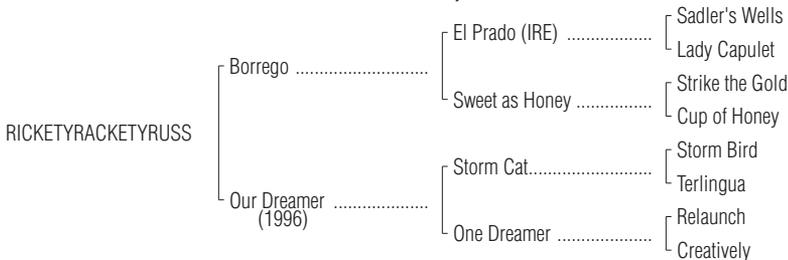 Sadler's Wells
El Prado (IRE) ..................
Lady Capulet
Borrego ............................
Strike the Gold
Sweet as Honey ................
Cup of Honey
RICKETYRACKETYRUSS
Storm Bird
Storm Cat..........................
Terlingua
Our Dreamer ....................
(1996)
Relaunch
One Dreamer ....................
Creatively